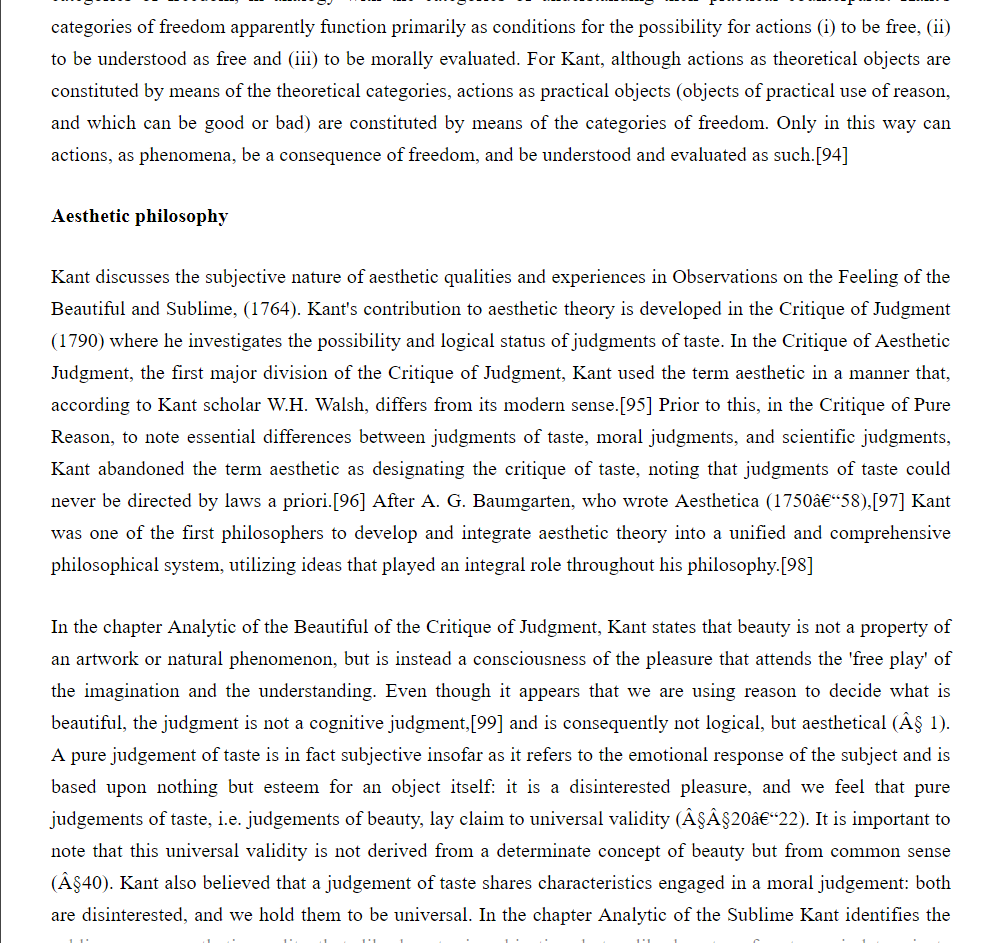 categories of freedom apparently function primarily as conditions for the possibility for actions (i) to be free, (ii)
to be understood as free and (iii) to be morally evaluated. For Kant, although actions as theoretical objects are
constituted by means of the theoretical categories, actions as practical objects (objects of practical use of reason,
and which can be good or bad) are constituted by means of the categories of freedom. Only in this way can
actions, as phenomena, be a consequence of freedom, and be understood and evaluated as such.[94]
Aesthetic philosophy
Kant discusses the subjective nature of aesthetic qualities and experiences in Observations on the Feeling of the
Beautiful and Sublime, (1764). Kant's contribution to aesthetic theory is developed in the Critique of Judgment
(1790) where he investigates the possibility and logical status of judgments of taste. In the Critique of Aesthetic
Judgment, the first major division of the Critique of Judgment, Kant used the term aesthetic in a manner that,
according to Kant scholar W.H. Walsh, differs from its modern sense.[95] Prior to this, in the Critique of Pure
Reason, to note essential differences between judgments of taste, moral judgments, and scientific judgments,
Kant abandoned the term aesthetic as designating the critique of taste, noting that judgments of taste could
never be directed by laws a priori.[96] After A. G. Baumgarten, who wrote Aesthetica (1750â€“58),[97] Kant
was one of the first philosophers to develop and integrate aesthetic theory into a unified and comprehensive
philosophical system, utilizing ideas that played an integral role throughout his philosophy.[98]
In the chapter Analytic of the Beautiful of the Critique of Judgment, Kant states that beauty is not a property of
an artwork or natural phenomenon, but is instead a consciousness of the pleasure that attends the 'free play' of
the imagination and the understanding. Even though it appears that we are using reason to decide what is
beautiful, the judgment is not a cognitive judgment,[99] and is consequently not logical, but aesthetical (Â§ 1).
A pure judgement of taste is in fact subjective insofar as it refers to the emotional response of the subject and is
based upon nothing but esteem for an object itself: it is a disinterested pleasure, and we feel that pure
judgements of taste, i.e. judgements of beauty, lay claim to universal validity (Â§Â§20â€“22). It is important to
note that this universal validity is not derived from a determinate concept of beauty but from common sense
(Â§40). Kant also believed that a judgement of taste shares characteristics engaged in a moral judgement: both
are disinterested, and we hold them to be universal. In the chapter Analytic of the Sublime Kant identifies the